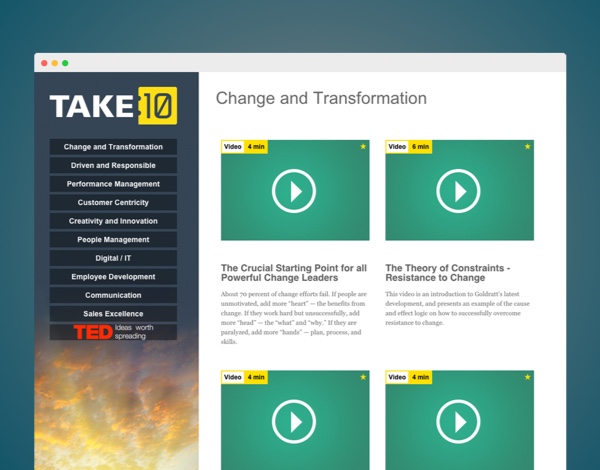 TAKE:10
Change and Transformation
Driven and Responsible
Performance Management
Customer Centricity
Creativity and Innovation
People Management
Digital / IT
Employee Development
Communication
Sales Excellence
TED Ideas worth
spreading
Change and Transformation
Video 4 min
The Crucial Starting Point for all
Powerful Change Leaders
About 70 percent of change efforts fail. If people are
unmotivated, add more “heart” — the benefits from
change. If they work hard but unsuccessfully, add
more “head” — the “what” and “why.” If they are
paralyzed, add more “hands” — plan, process, and
skills.
Video 6 min
The Theory of Constraints -
Resistance to Change
This video is an introduction to Goldratt's latest
development, and presents an example of the cause
and effect logic on how to successfully overcome
resistance to change.
Video 4 min
Video 4 min